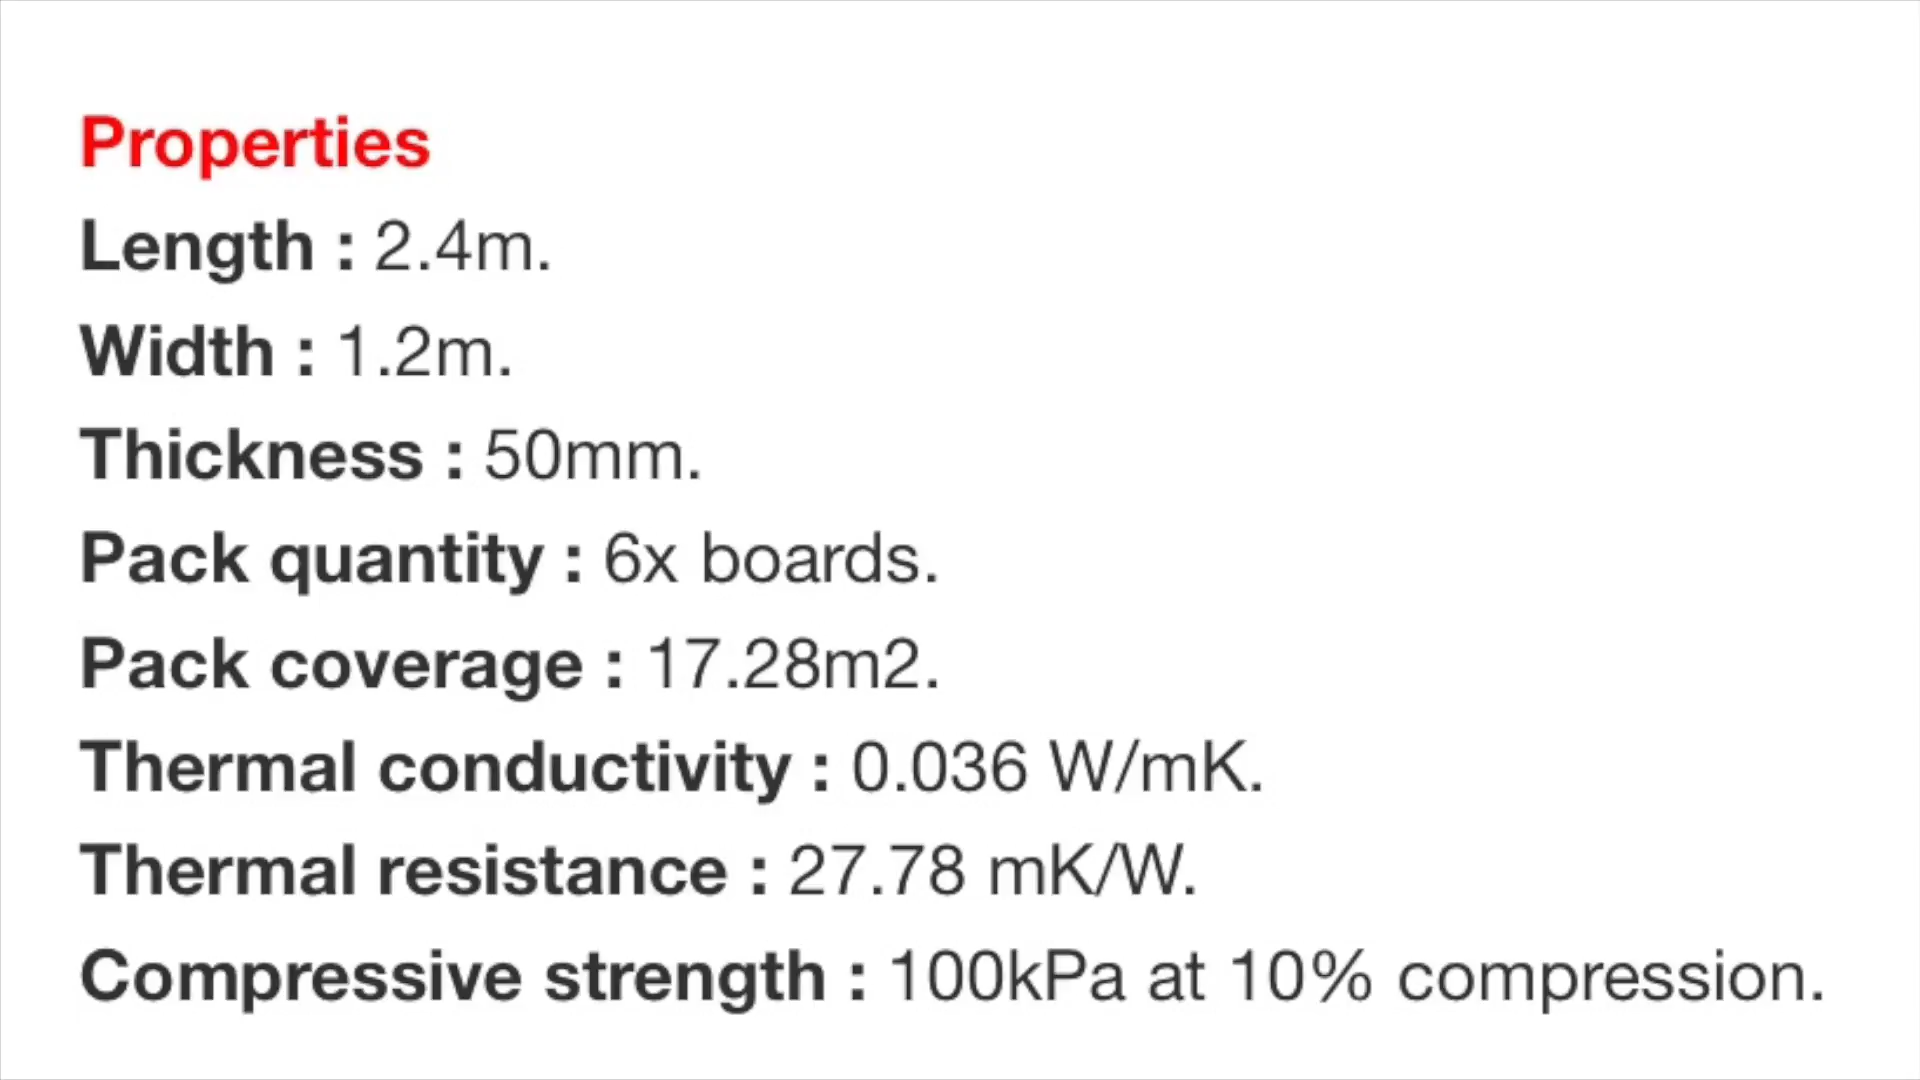 Properties
Length : 2.4m.
Width : 1.2m.
Thickness : 50mm.
Pack quantity : 6x boards.
Pack coverage : 17.28m2.
Thermal conductivity : 0.036 W/mK.
Thermal resistance : 27.78 mK/W.
Compressive strength : 100kPa at 10% compression.